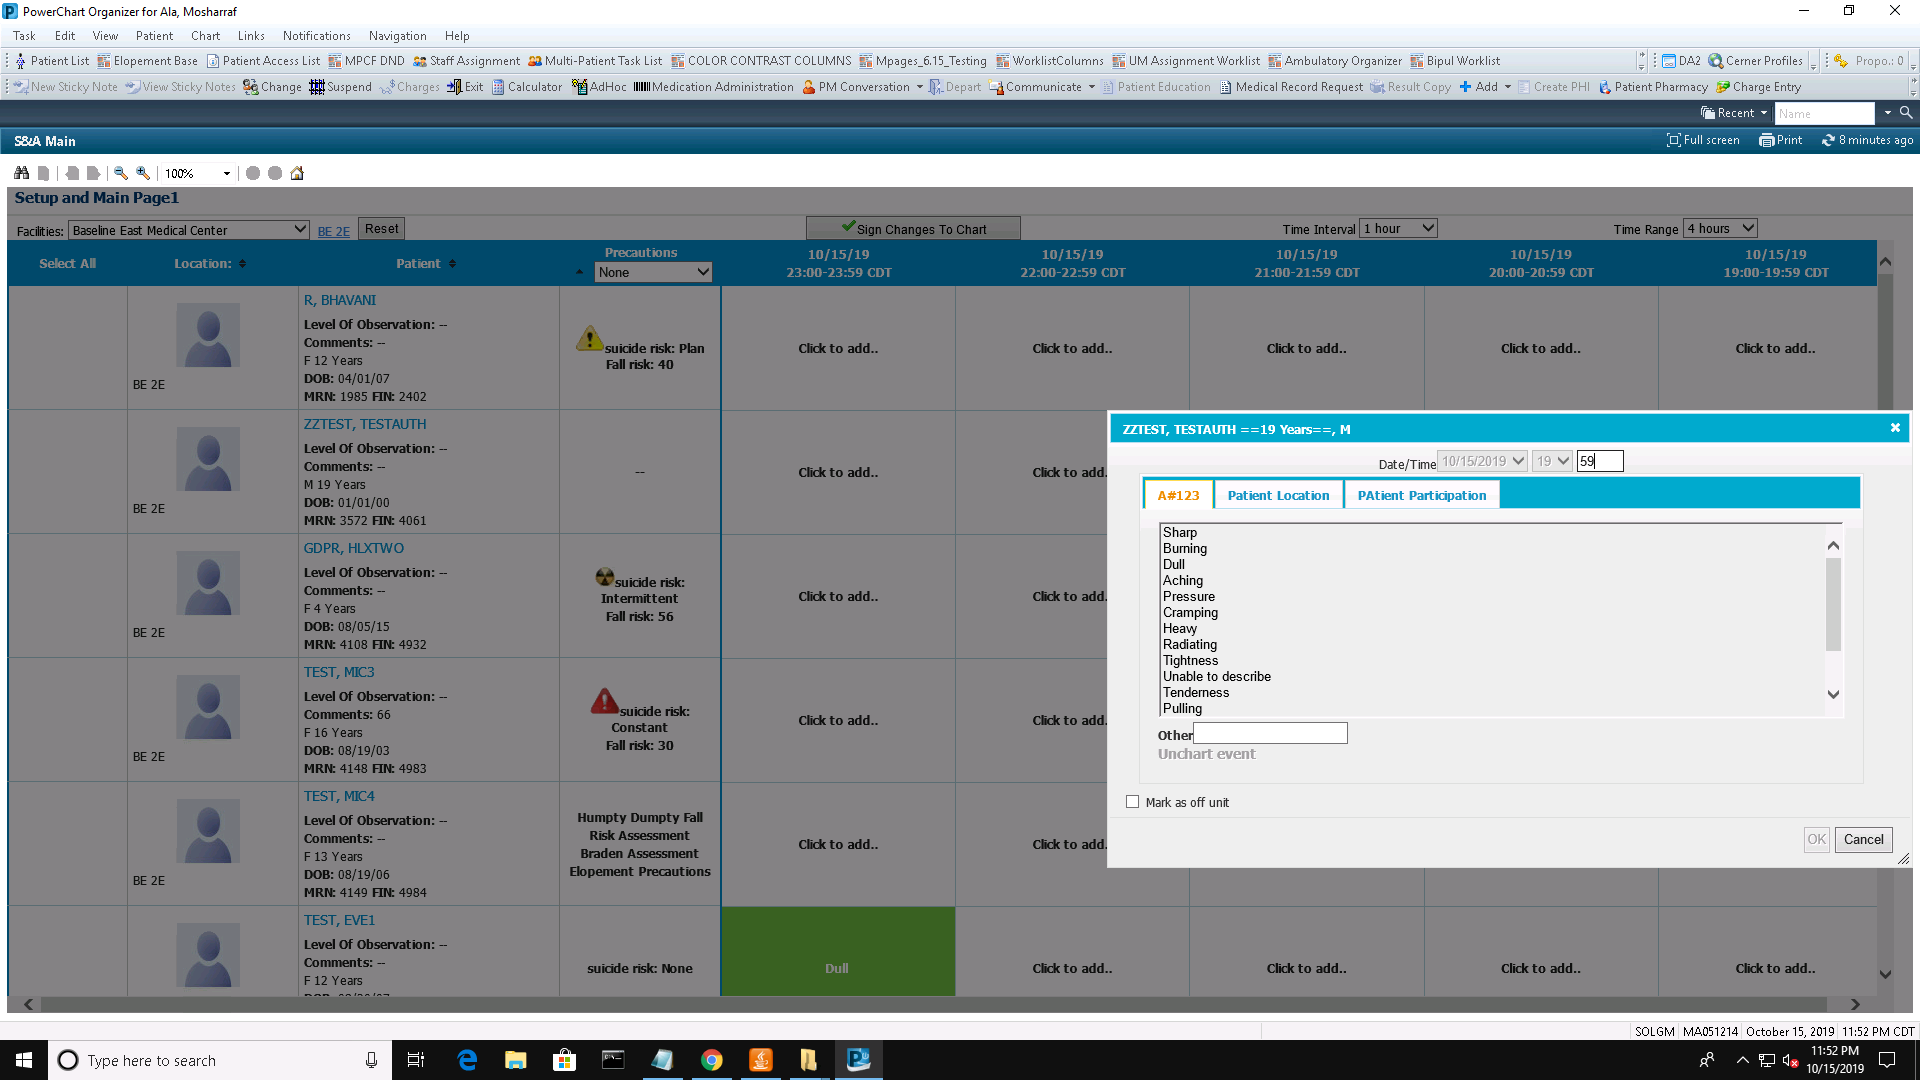 PowerChart Organizer for Ala, Mosharraf
Task Edit View Patient Chart Links Notifications Navigation Help
Patient List Elopement Base Patient Access List MPCF DND Staff Assignment Multi-Patient Task List COLOR CONTRAST COLUMNS Mpages_6.15_Testing WorklistColumns UM Assignment Worklist Ambulatory Organizer Bipul Worklist DA2 Cerner Profiles Propo.: 0
New Sticky Note View Sticky Notes Change Suspend Charges Exit Calculator AdHoc Medication Administration PM Conversation Depart Communicate Patient Education Medical Record Request Result Copy Add Create PHI Patient Pharmacy Charge Entry
Recent Name
S&A Main Full screen Print 8 minutes ago
100%
Setup and Main Page1
Facilities: Baseline East Medical Center BE 2E Reset Sign Changes To Chart Time Interval 1 hour Time Range 4 hours
Select All Location: Patient Precautions None
10/15/19 10/15/19 10/15/19 10/15/19 10/15/19
23:00-23:59 CDT 22:00-22:59 CDT 21:00-21:59 CDT 20:00-20:59 CDT 19:00-19:59 CDT
BE 2E
R, BHAVANI
Level Of Observation: --
Comments: --
F 12 Years
DOB: 04/01/07
MRN: 1985 FIN: 2402
suicide risk: Plan
Fall risk: 40
Click to add.. Click to add.. Click to add.. Click to add.. Click to add..
BE 2E
ZZTEST, TESTAUTH
Level Of Observation: --
Comments: --
M 19 Years
DOB: 01/01/00
MRN: 3572 FIN: 4061
--
Click to add.. Click to add.
BE 2E
GDPR, HLXTWO
Level Of Observation: --
Comments: --
F 4 Years
DOB: 08/05/15
MRN: 4108 FIN: 4932
suicide risk:
Intermittent
Fall risk: 56
Click to add.. Click to add.
BE 2E
TEST, MIC3
Level Of Observation: --
Comments: 66
F 16 Years
DOB: 08/19/03
MRN: 4148 FIN: 4983
suicide risk:
Constant
Fall risk: 30
Click to add.. Click to add.
BE 2E
TEST, MIC4
Level Of Observation: --
Comments: --
F 13 Years
DOB: 08/19/06
MRN: 4149 FIN: 4984
Humpty Dumpty Fall
Risk Assessment
Braden Assessment
Elopement Precautions
Click to add.. Click to add.
TEST, EVE1
Level Of Observation: --
Comments: --
F 12 Years
suicide risk: None
Dull Click to add.. Click to add.. Click to add.. Click to add..
ZZTEST, TESTAUTH ==19 Years==, M
Date/Time 10/15/2019 19 59
A#123 Patient Location PAtient Participation
Sharp
Burning
Dull
Aching
Pressure
Cramping
Heavy
Radiating
Tightness
Unable to describe
Tenderness
Pulling
Other
Unchart event
Mark as off unit
OK Cancel
SOLGM MA051214 October 15, 2019 11:52 PM CDT
Type here to search
11:52 PM
10/15/2019